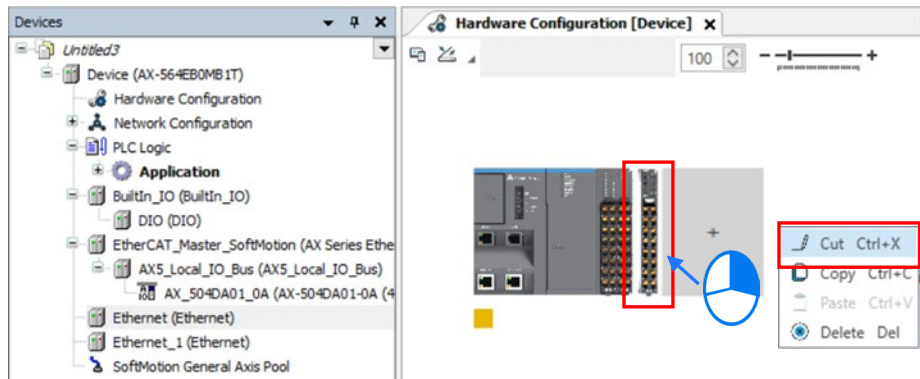 Devices
Untitled3
Device (AX-564EB0MB1T)
Hardware Configuration
Network Configuration
PLC Logic
Application
BuiltIn_IO (BuiltIn_IO)
DIO (DIO)
EtherCAT_Master_SoftMotion (AX Series Ethe
AX5_Local_IO_Bus (AX5_Local_IO_Bus)
AX_504DA01_0A (AX-504DA01-0A (4
Ethernet (Ethernet)
Ethernet_1 (Ethernet)
SoftMotion General Axis Pool
Hardware Configuration [Device]
100
+
Cut Ctrl+X
Copy Ctrl+C
Paste Ctrl+V
Delete Del